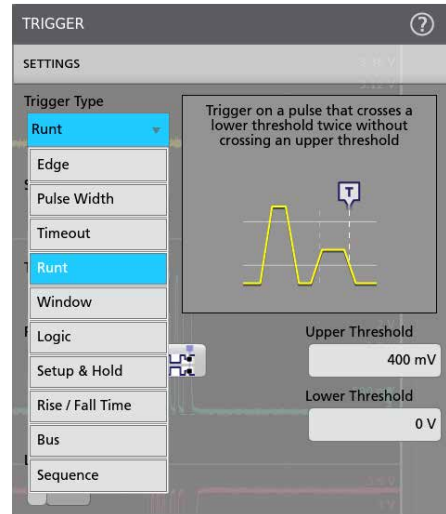 TRIGGER
?
SETTINGS
Trigger Type
Runt
Edge
Pulse Width
Timeout
Runt
Window
Logic
Setup & Hold
Rise / Fall Time
Bus
Sequence
Trigger on a pulse that crosses a
lower threshold twice without
crossing an upper threshold
T
Upper Threshold
400 mV
Lower Threshold
0 V